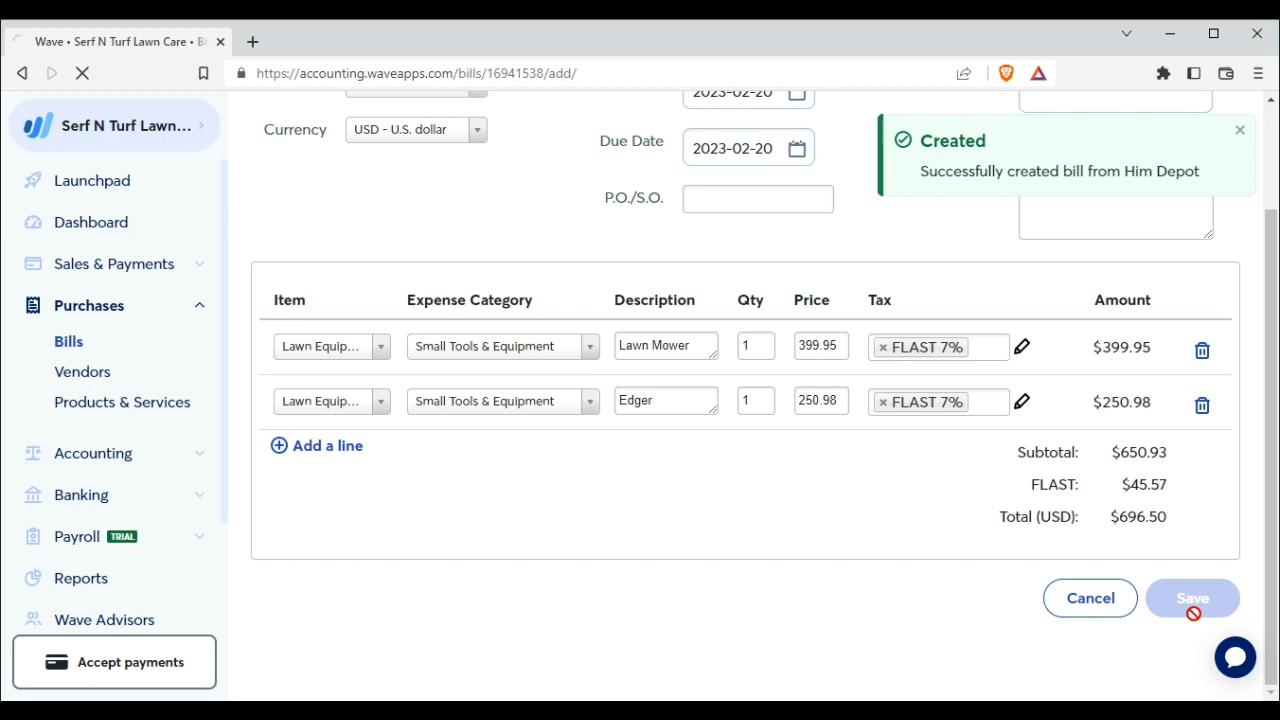 Wave • Serf N Turf Lawn Care • Bi
https://accounting.waveapps.com/bills/16941538/add/
Serf N Turf Lawn...
Launchpad
Dashboard
Sales & Payments
Purchases
Bills
Vendors
Products & Services
Accounting
Banking
Payroll TRIAL
Reports
Wave Advisors
Accept payments
2023-02-20
Currency USD - U.S. dollar
Due Date 2023-02-20
P.O./S.O.
Created
Successfully created bill from Him Depot
Item Expense Category Description Qty Price Tax Amount
Lawn Equip... Small Tools & Equipment Lawn Mower 1 399.95 × FLAST 7% $399.95
Lawn Equip... Small Tools & Equipment Edger 1 250.98 × FLAST 7% $250.98
Add a line
Subtotal: $650.93
FLAST: $45.57
Total (USD): $696.50
Cancel Save